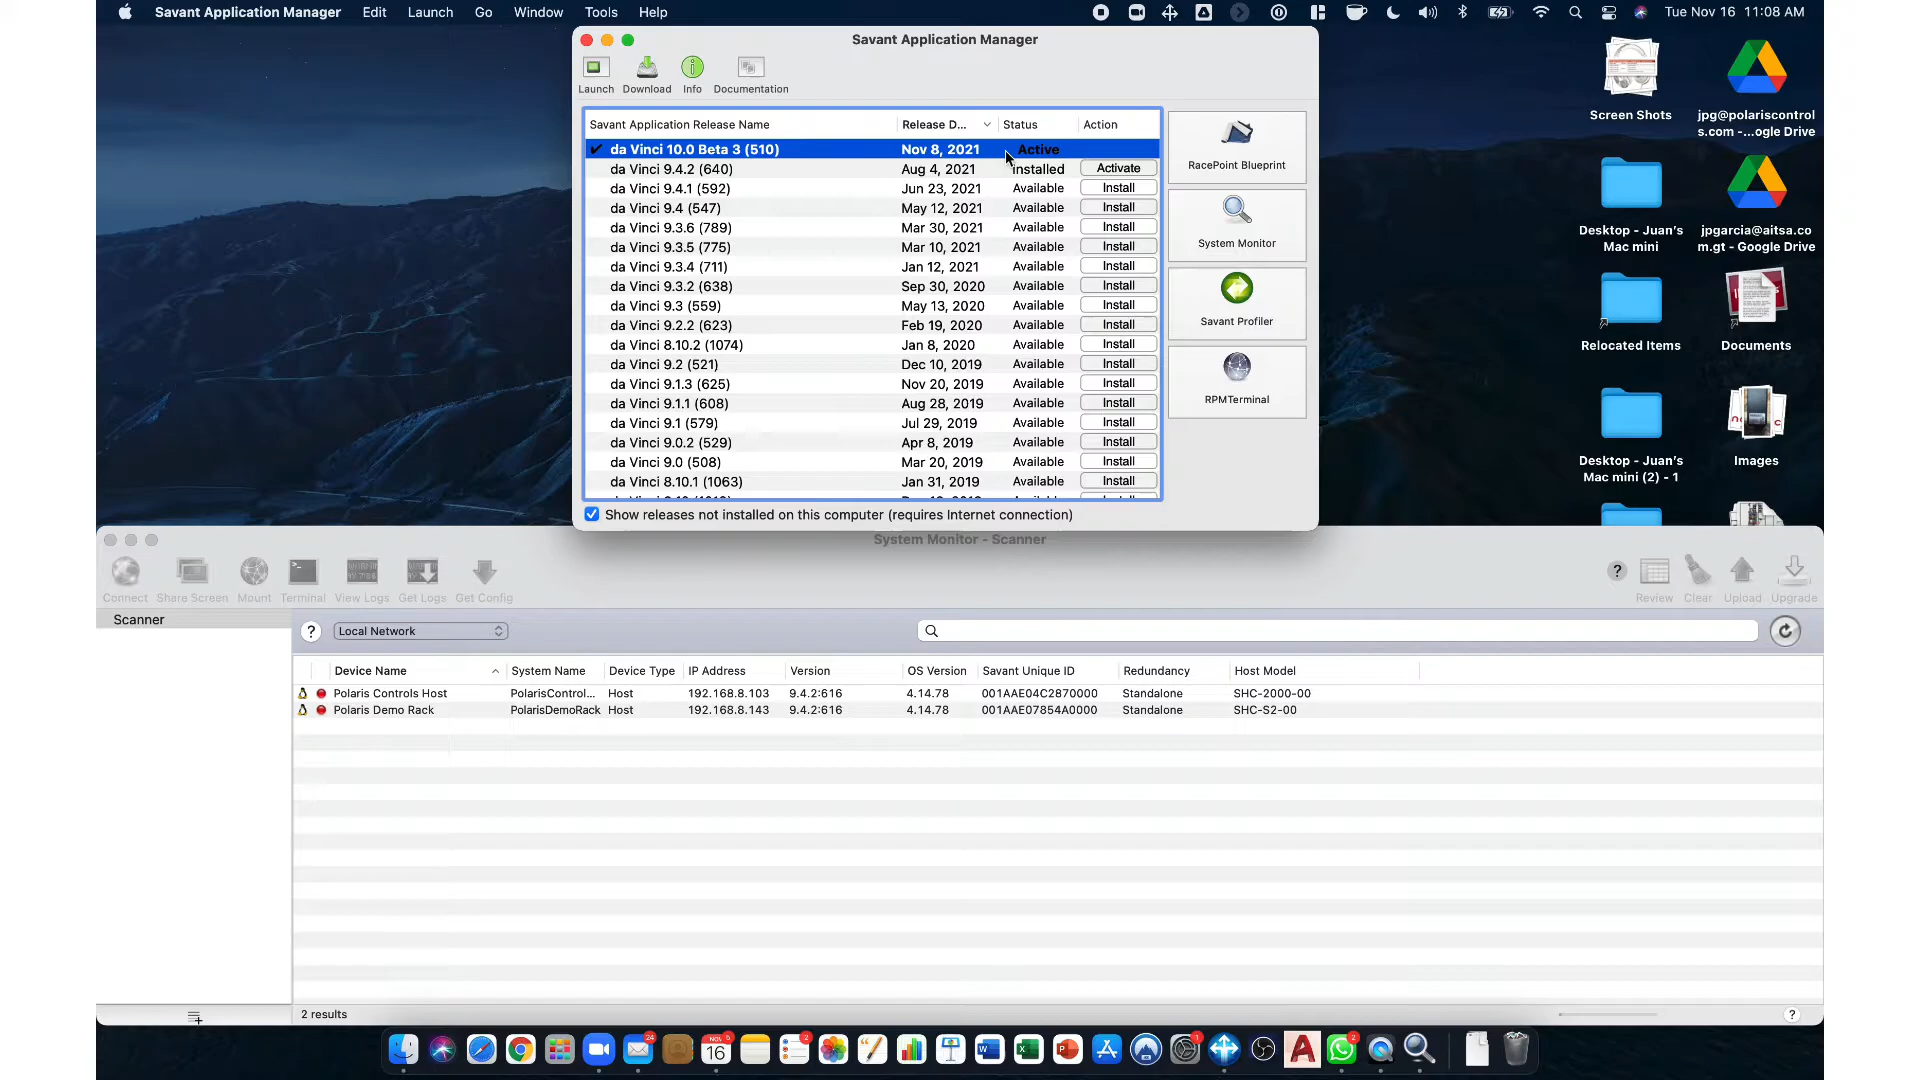 Savant Application Manager Edit Launch Go Window Tools Help Tue Nov 16 11:08 AM
Savant Application Manager
Launch Download Info Documentation
Savant Application Release Name Release D... Status Action
da Vinci 10.0 Beta 3 (510) Nov 8, 2021 Active
da Vinci 9.4.2 (640) Aug 4, 2021 Installed Activate
da Vinci 9.4.1 (592) Jun 23, 2021 Available Install
da Vinci 9.4 (547) May 12, 2021 Available Install
da Vinci 9.3.6 (789) Mar 30, 2021 Available Install
da Vinci 9.3.5 (775) Mar 10, 2021 Available Install
da Vinci 9.3.4 (711) Jan 12, 2021 Available Install
da Vinci 9.3.2 (638) Sep 30, 2020 Available Install
da Vinci 9.3 (559) May 13, 2020 Available Install
da Vinci 9.2.2 (623) Feb 19, 2020 Available Install
da Vinci 8.10.2 (1074) Jan 8, 2020 Available Install
da Vinci 9.2 (521) Dec 10, 2019 Available Install
da Vinci 9.1.3 (625) Nov 20, 2019 Available Install
da Vinci 9.1.1 (608) Aug 28, 2019 Available Install
da Vinci 9.1 (579) Jul 29, 2019 Available Install
da Vinci 9.0.2 (529) Apr 8, 2019 Available Install
da Vinci 9.0 (508) Mar 20, 2019 Available Install
da Vinci 8.10.1 (1063) Jan 31, 2019 Available Install
Show releases not installed on this computer (requires Internet connection)
RacePoint Blueprint
System Monitor
Savant Profiler
RPMTerminal
Screen Shots
jpg@polariscontrol
s.com -...ogle Drive
Desktop - Juan's
Mac mini
jpgarcia@aitsa.co
m.gt - Google Drive
Relocated Items
Documents
Desktop - Juan's
Mac mini (2) - 1
Images
System Monitor - Scanner
Connect Share Screen Mount Terminal View Logs Get Logs Get Config ? Review Clear Upload Upgrade
Scanner
? Local Network
Device Name System Name Device Type IP Address Version OS Version Savant Unique ID Redundancy Host Model
Polaris Controls Host PolarisControl... Host 192.168.8.103 9.4.2:616 4.14.78 001AAE04C2870000 Standalone SHC-2000-00
Polaris Demo Rack PolarisDemoRack Host 192.168.8.143 9.4.2:616 4.14.78 001AAE07854A0000 Standalone SHC-S2-00
2 results ?
24 NOV 16 5 2 1 2